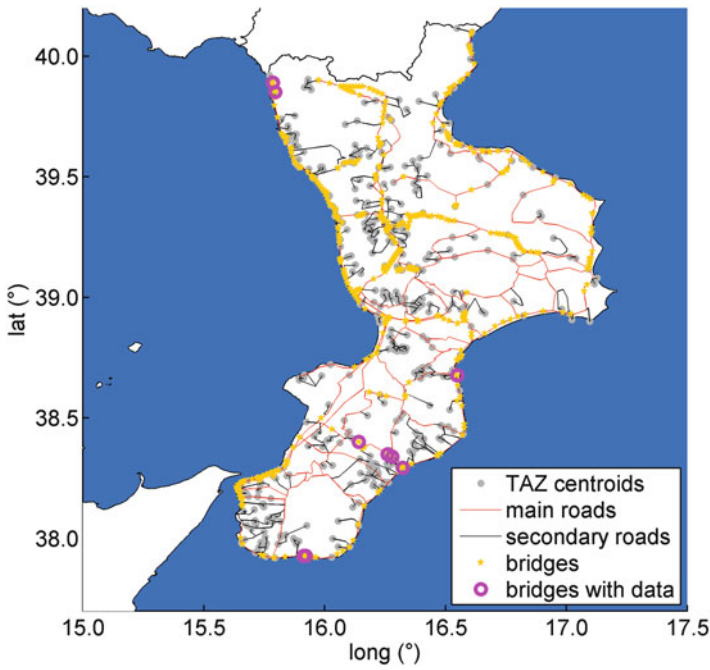 40.0
39.5
39.0
38.5
38.0
lat (°)
TAZ centroids
main roads
secondary roads
bridges
bridges with data
15.0 15.5 16.0 16.5 17.0 17.5
long (°)